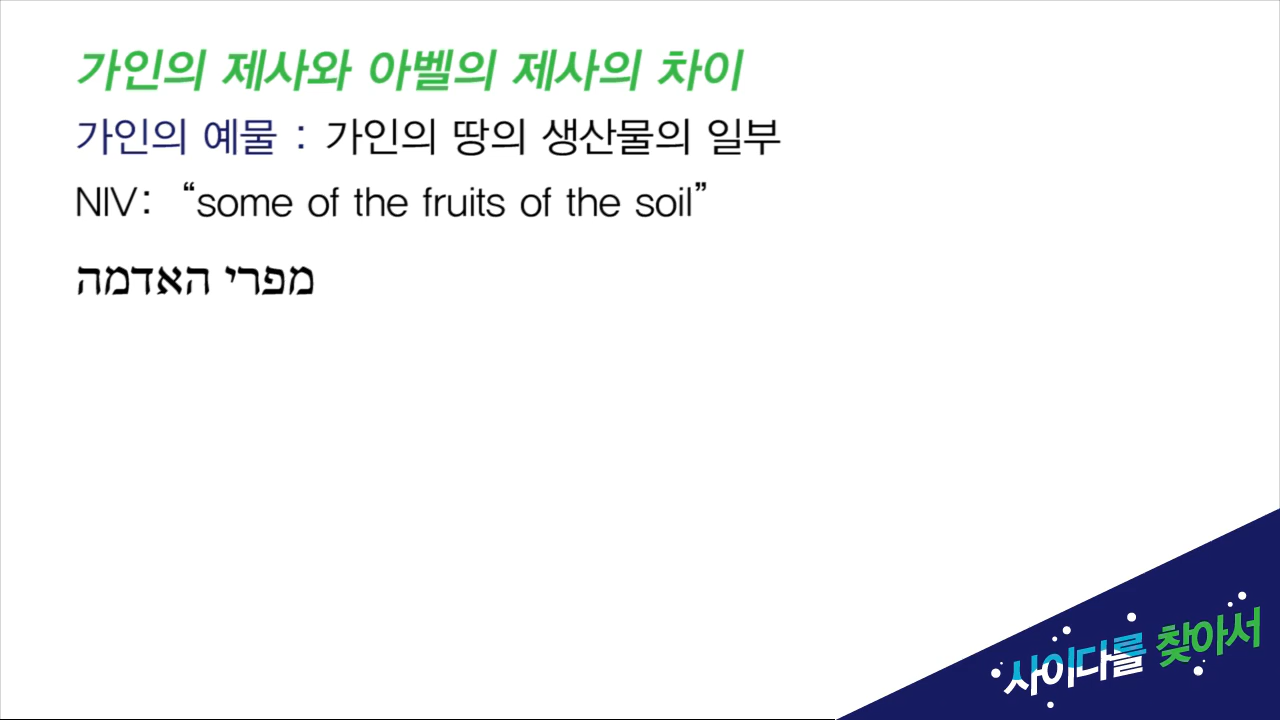 가인의 제사와 아벨의 제사의 차이
가인의 예물 : 가인의 땅의 생산물의 일부
NIV: “some of the fruits of the soil”
מפרי האדמה
사이다를 찾아서